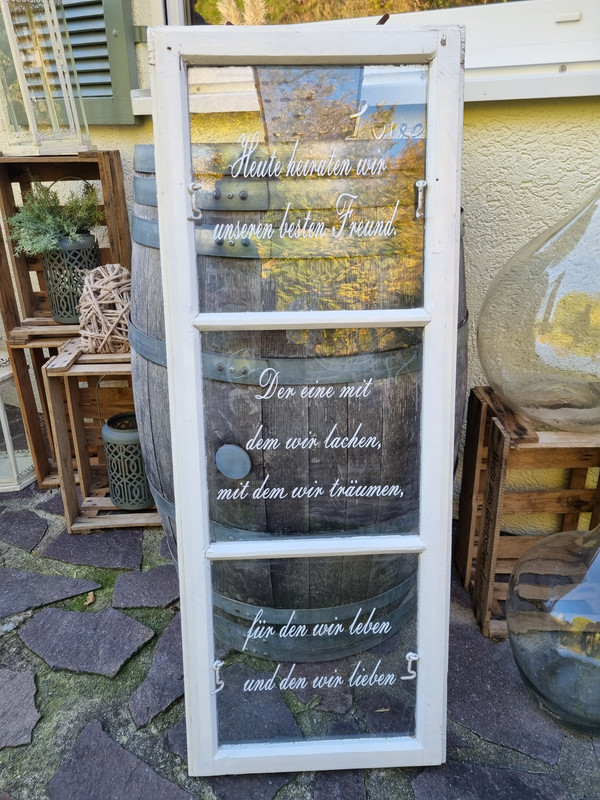 Heute heiraten wir
unseren besten Freund.
Der eine mit
dem wir lachen,
mit dem wir träumen,
für den wir leben
und den wir lieben